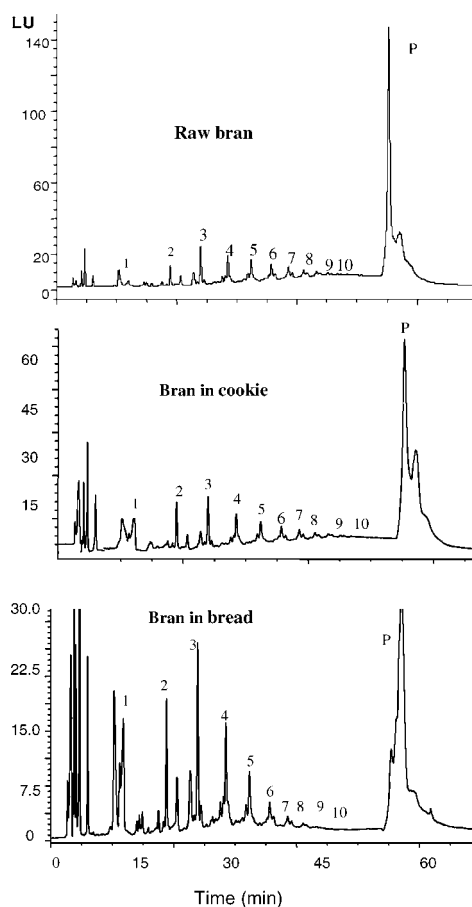 LU
140
100
60
20
0
Raw bran
1 2 3 4 5 6 7 8 9 10 P
60
45
30
15
Bran in cookie
1 2 3 4 5 6 7 8 9 10 P
30.0
22.5
15.0
7.5
0
Bran in bread
1 2 3 4 5 6 7 8 9 10 P
0 15 30 45 60
Time (min)